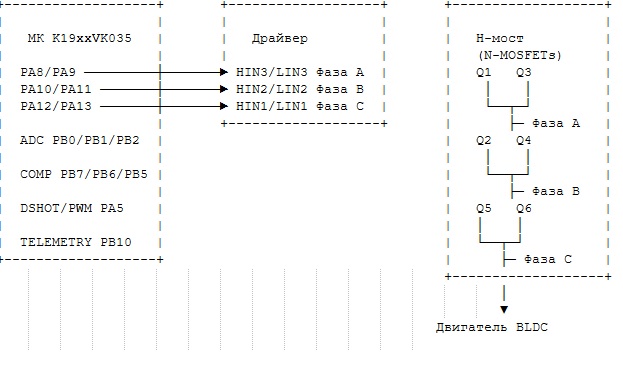 МК К19xxVK035
PA8/PA9
PA10/PA11
PA12/PA13
ADC PB0/PB1/PB2
COMP PB7/PB6/PB5
DSHOT/PWM PA5
TELEMETRY PB10
Драйвер
HIN3/LIN3 Фаза A
HIN2/LIN2 Фаза B
HIN1/LIN1 Фаза C
Н-мост
(N-MOSFETs)
Q1 Q3
Фаза A
Q2 Q4
Фаза B
Q5 Q6
Фаза C
Двигатель BLDC